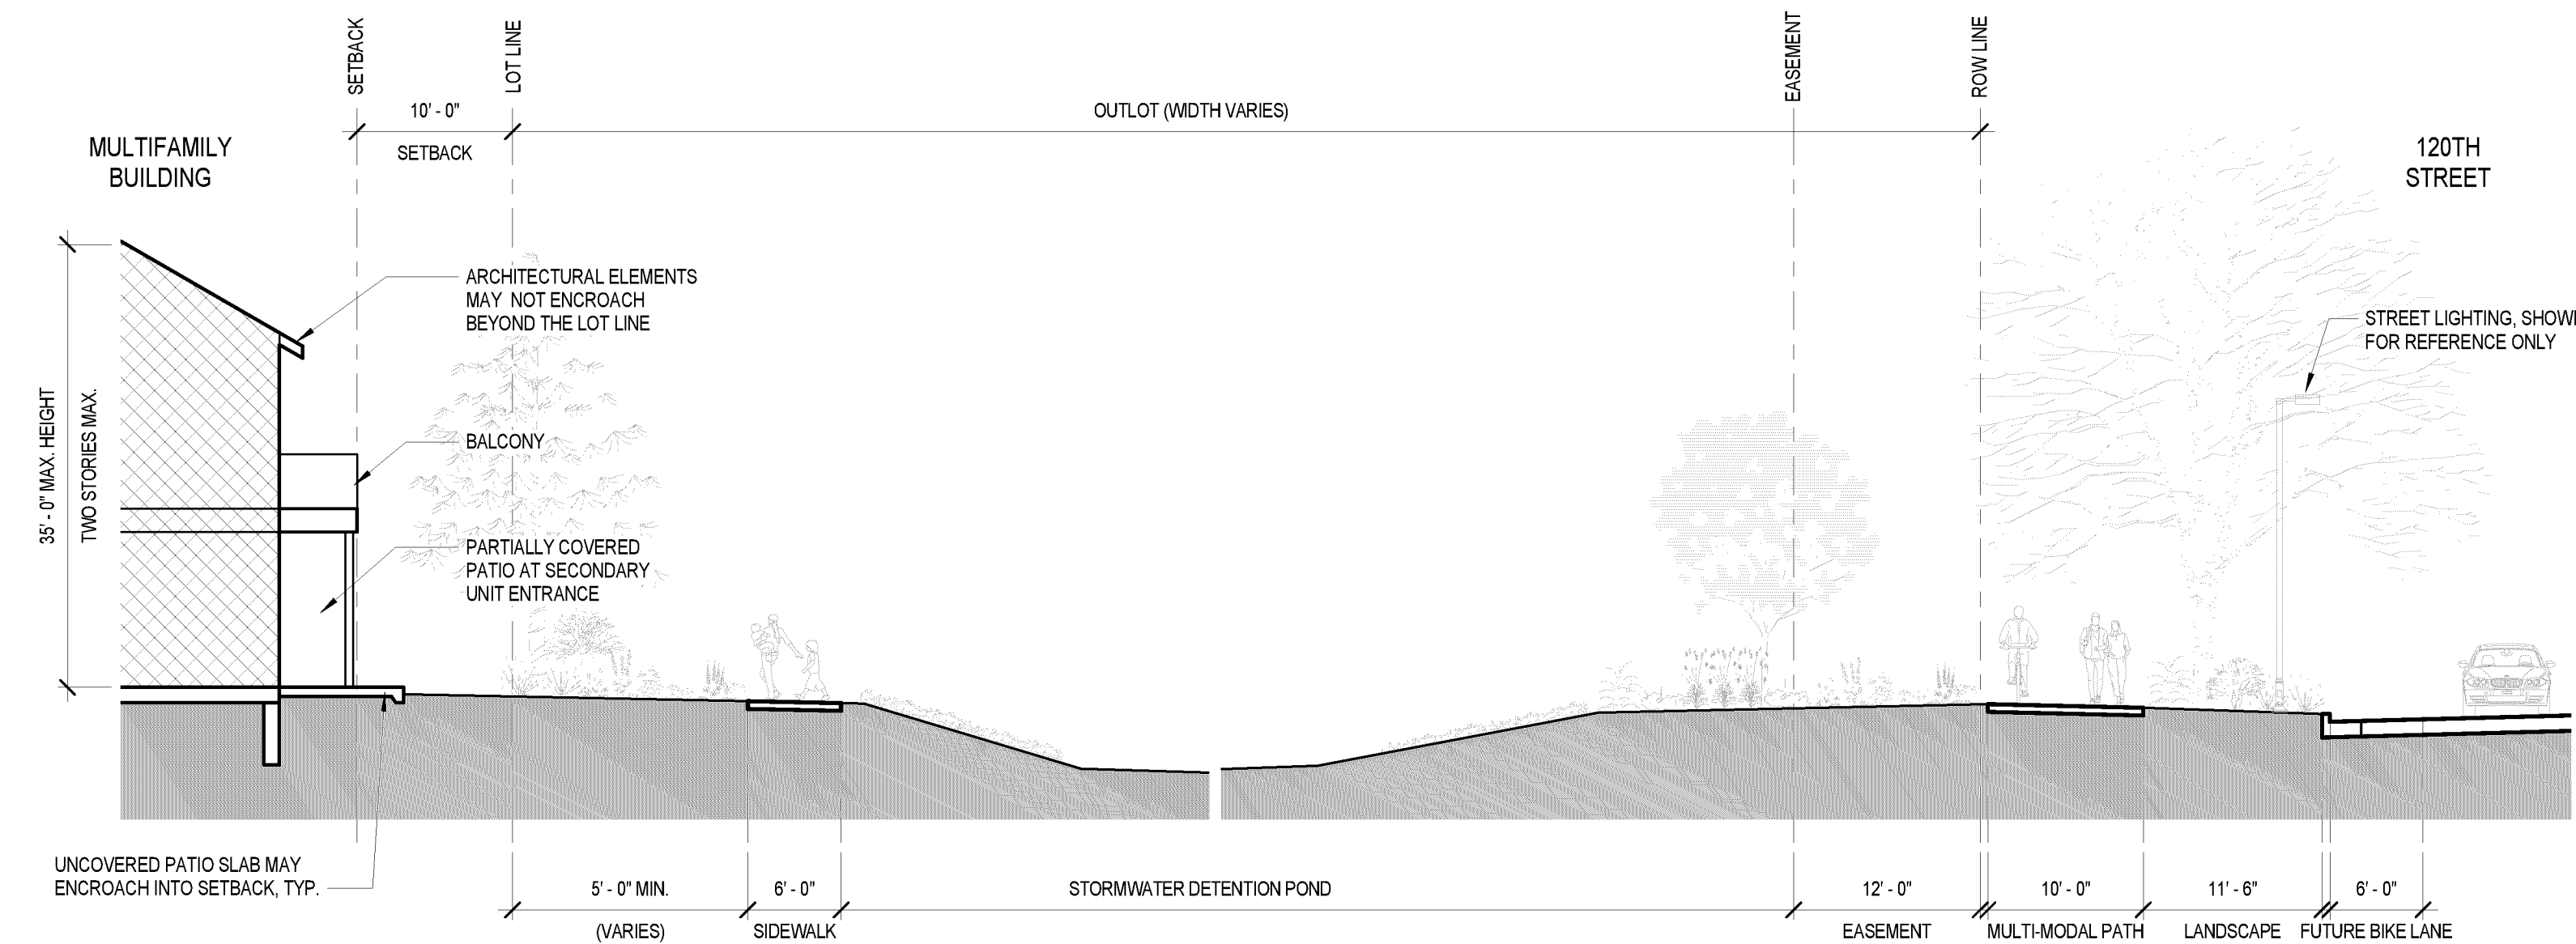 SETBACK
LOT LINE
EASEMENT
ROW LINE
10' - 0"
SETBACK
OUTLOT (WIDTH VARIES)
MULTIFAMILY
BUILDING
120TH
STREET
ARCHITECTURAL ELEMENTS
MAY NOT ENCROACH
BEYOND THE LOT LINE
STREET LIGHTING, SHOWN
FOR REFERENCE ONLY
35' - 0" MAX. HEIGHT
TWO STORIES MAX.
BALCONY
PARTIALLY COVERED
PATIO AT SECONDARY
UNIT ENTRANCE
UNCOVERED PATIO SLAB MAY
ENCROACH INTO SETBACK, TYP.
5' - 0" MIN.
(VARIES)
6' - 0"
SIDEWALK
STORMWATER DETENTION POND
12' - 0"
EASEMENT
10' - 0"
MULTI-MODAL PATH
11' - 6"
LANDSCAPE
6' - 0"
FUTURE BIKE LANE